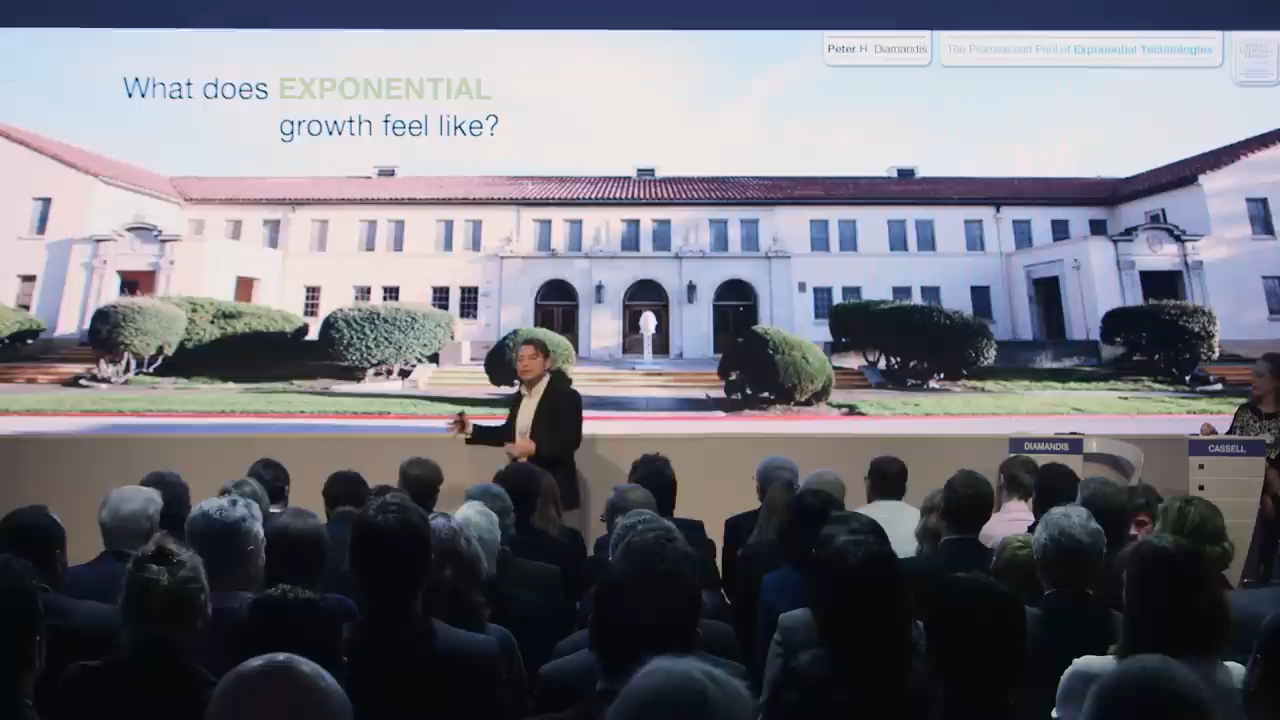 Peter H. Diamandis
The Promise and Peril of Exponential Technologies
What does EXPONENTIAL
growth feel like?
DIAMANDIS
CASSELL